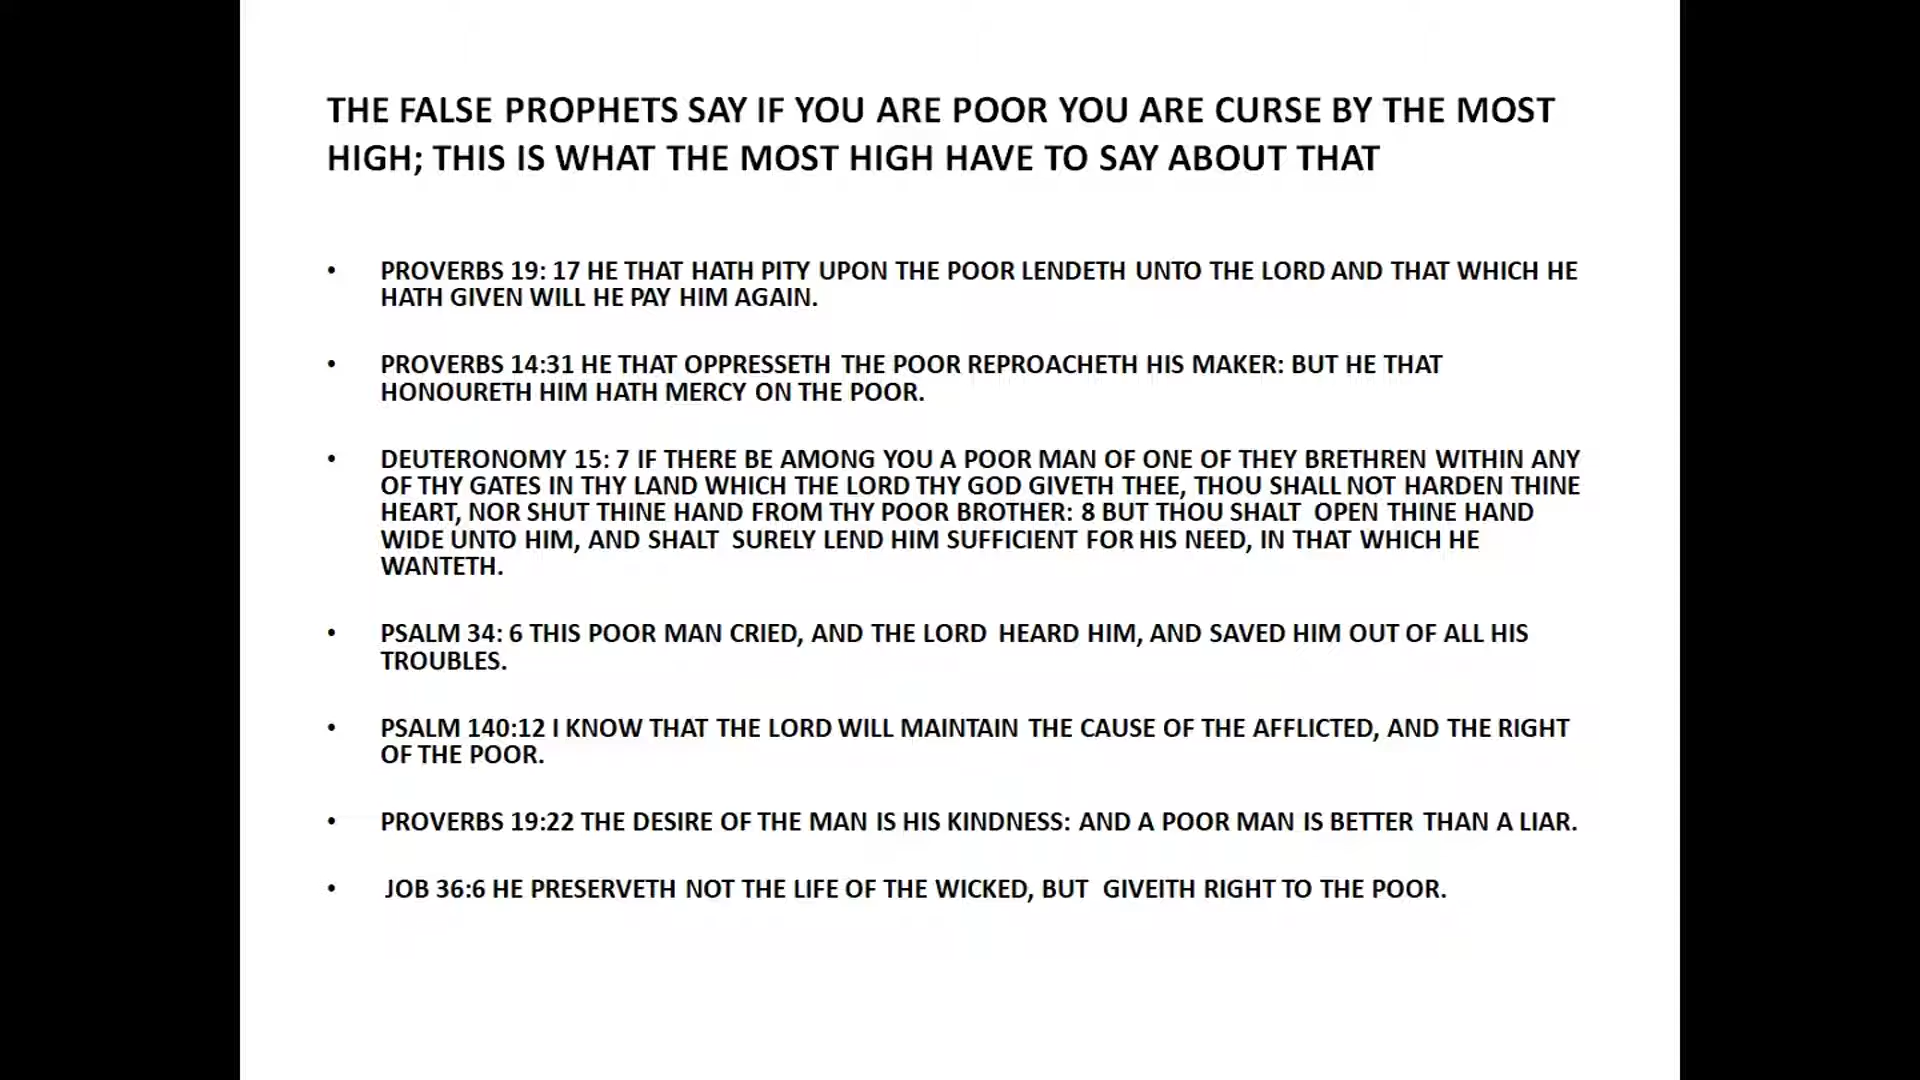 THE FALSE PROPHETS SAY IF YOU ARE POOR YOU ARE CURSE BY THE MOST
HIGH; THIS IS WHAT THE MOST HIGH HAVE TO SAY ABOUT THAT
• PROVERBS 19: 17 HE THAT HATH PITY UPON THE POOR LENDETH UNTO THE LORD AND THAT WHICH HE
HATH GIVEN WILL HE PAY HIM AGAIN.
• PROVERBS 14:31 HE THAT OPPRESSETH THE POOR REPROACHETH HIS MAKER: BUT HE THAT
HONOURETH HIM HATH MERCY ON THE POOR.
• DEUTERONOMY 15: 7 IF THERE BE AMONG YOU A POOR MAN OF ONE OF THEY BRETHREN WITHIN ANY
OF THY GATES IN THY LAND WHICH THE LORD THY GOD GIVETH THEE, THOU SHALL NOT HARDEN THINE
HEART, NOR SHUT THINE HAND FROM THY POOR BROTHER: 8 BUT THOU SHALT OPEN THINE HAND
WIDE UNTO HIM, AND SHALT SURELY LEND HIM SUFFICIENT FOR HIS NEED, IN THAT WHICH HE
WANTETH.
• PSALM 34: 6 THIS POOR MAN CRIED, AND THE LORD HEARD HIM, AND SAVED HIM OUT OF ALL HIS
TROUBLES.
• PSALM 140:12 I KNOW THAT THE LORD WILL MAINTAIN THE CAUSE OF THE AFFLICTED, AND THE RIGHT
OF THE POOR.
• PROVERBS 19:22 THE DESIRE OF THE MAN IS HIS KINDNESS: AND A POOR MAN IS BETTER THAN A LIAR.
• JOB 36:6 HE PRESERVETH NOT THE LIFE OF THE WICKED, BUT GIVEITH RIGHT TO THE POOR.